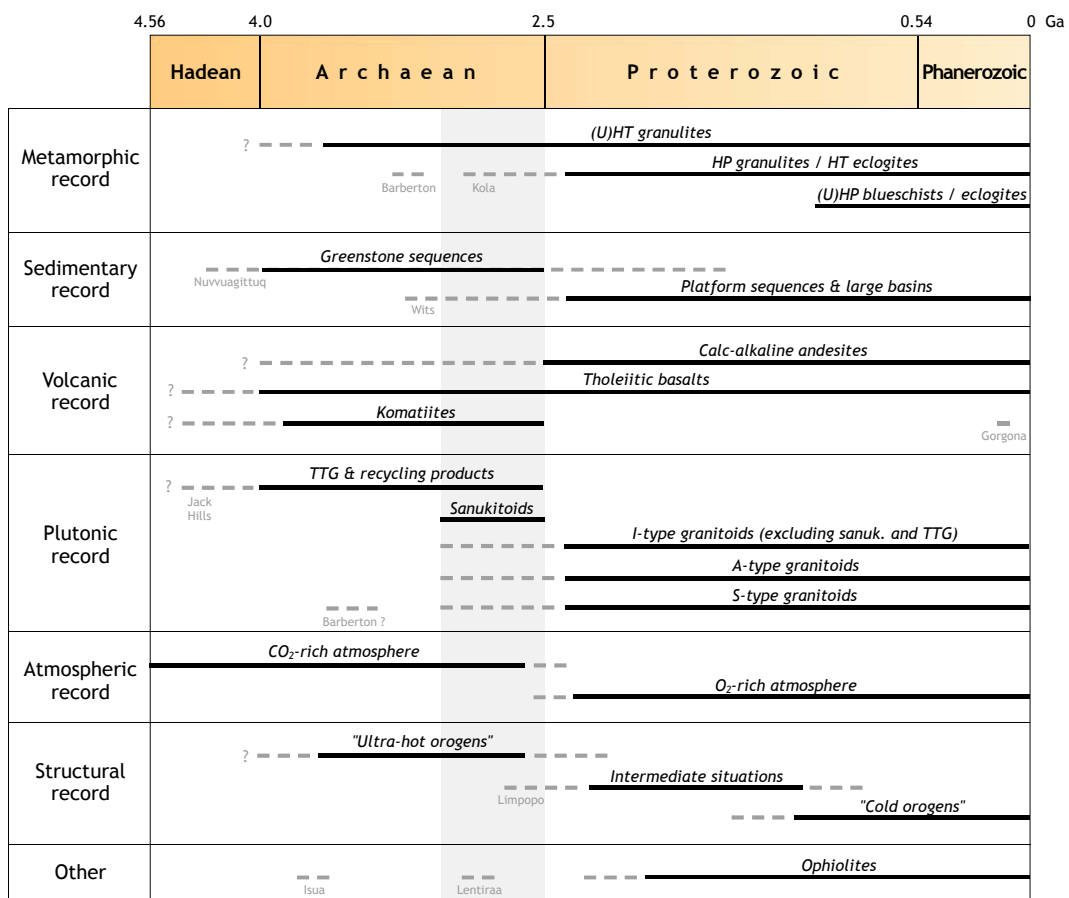 4.56 4.0 2.5 0.54 0 Ga
Hadean Archaean Proterozoic Phanerozoic
Metamorphic
record
(U)HT granulites
?
HP granulites / HT eclogites
Barberton Kola
(U)HP blueschists / eclogites
Sedimentary
record
Greenstone sequences
Nuvvuagittuq
Platform sequences & large basins
Wits
Volcanic
record
Calc-alkaline andesites
?
Tholeiitic basalts
?
Komatiites
?
Gorgona
Plutonic
record
TTG & recycling products
?
Jack
Hills
Sanukitoids
I-type granitoids (excluding sanuk. and TTG)
A-type granitoids
S-type granitoids
Barberton ?
Atmospheric
record
CO₂-rich atmosphere
O₂-rich atmosphere
Structural
record
"Ultra-hot orogens"
?
Intermediate situations
Limpopo
"Cold orogens"
Other
Ophiolites
Isua Lentiraa